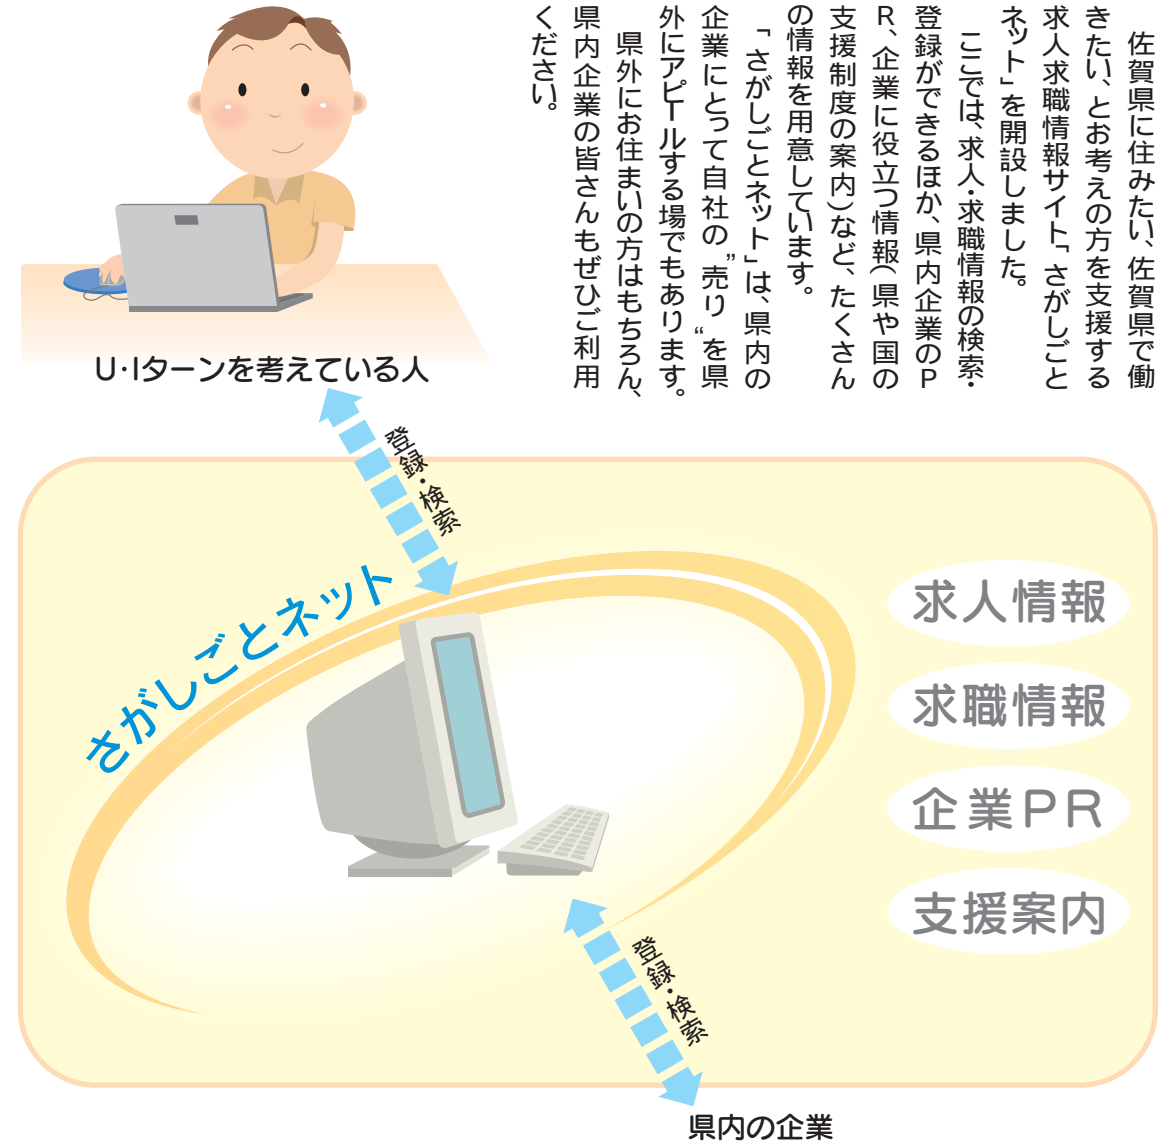 佐賀県に住みたい、佐賀県で働
きたい、とお考えの方を支援する
求人求職情報サイト「さがしごと
ネット」を開設しました。
ここでは、求人・求職情報の検索・
登録ができるほか、県内企業のP
R、企業に役立つ情報(県や国の
支援制度の案内)など、たくさん
の情報を用意しています。
「さがしごとネット」は、県内の
企業にとって自社の”売り“を県
外にアピールする場でもあります。
県外にお住まいの方はもちろん、
県内企業の皆さんもぜひご利用
ください。
U・Iターンを考えている人
登録・検索
さがしごとネット
求人情報
求職情報
企業PR
支援案内
登録・検索
県内の企業